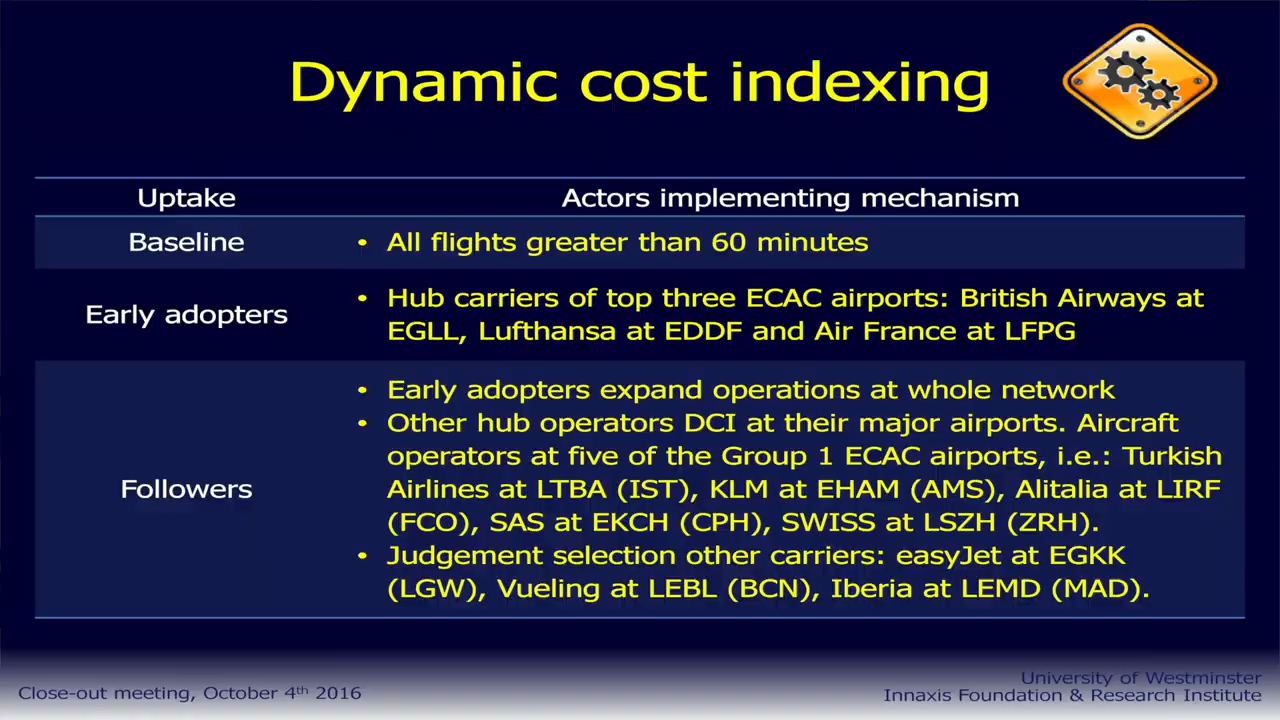 Dynamic cost indexing
Uptake
Actors implementing mechanism
Baseline
• All flights greater than 60 minutes
Early adopters
• Hub carriers of top three ECAC airports: British Airways at
EGLL, Lufthansa at EDDF and Air France at LFPG
Followers
• Early adopters expand operations at whole network
• Other hub operators DCI at their major airports. Aircraft
operators at five of the Group 1 ECAC airports, i.e.: Turkish
Airlines at LTBA (IST), KLM at EHAM (AMS), Alitalia at LIRF
(FCO), SAS at EKCH (CPH), SWISS at LSZH (ZRH).
• Judgement selection other carriers: easyJet at EGKK
(LGW), Vueling at LEBL (BCN), Iberia at LEMD (MAD).
Close-out meeting, October 4th 2016
University of Westminster
Innaxis Foundation & Research Institute